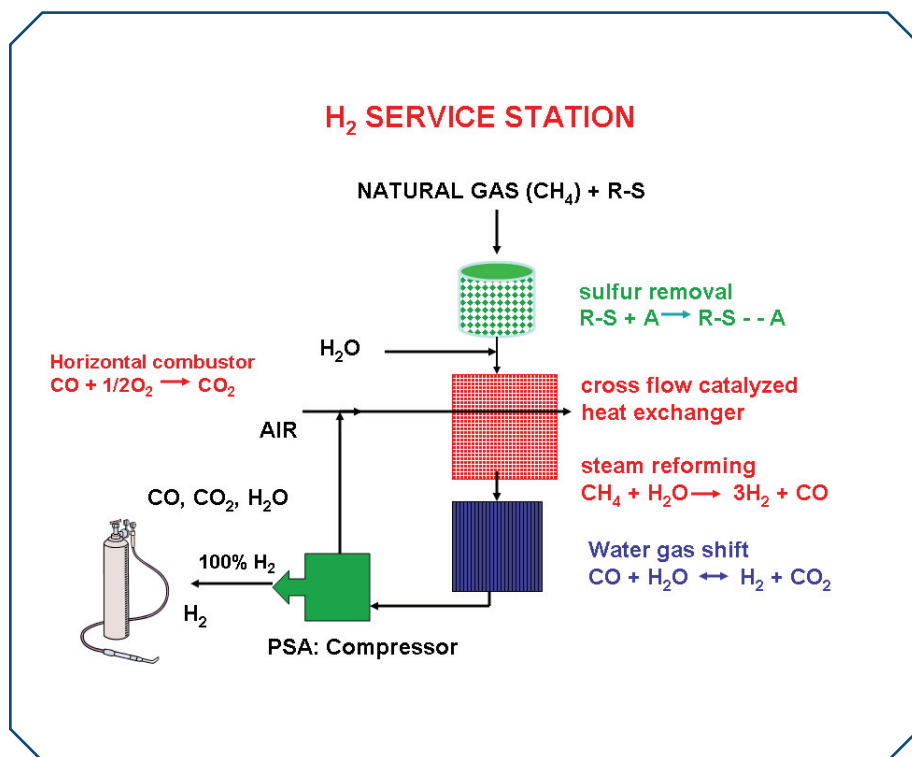 H₂ SERVICE STATION
NATURAL GAS (CH₄) + R-S
sulfur removal
R-S + A → R-S - - A
H₂O
Horizontal combustor
CO + 1/2O₂ → CO₂
cross flow catalyzed
heat exchanger
AIR
steam reforming
CH₄ + H₂O → 3H₂ + CO
CO, CO₂, H₂O
Water gas shift
CO + H₂O ↔ H₂ + CO₂
100% H₂
H₂
PSA: Compressor